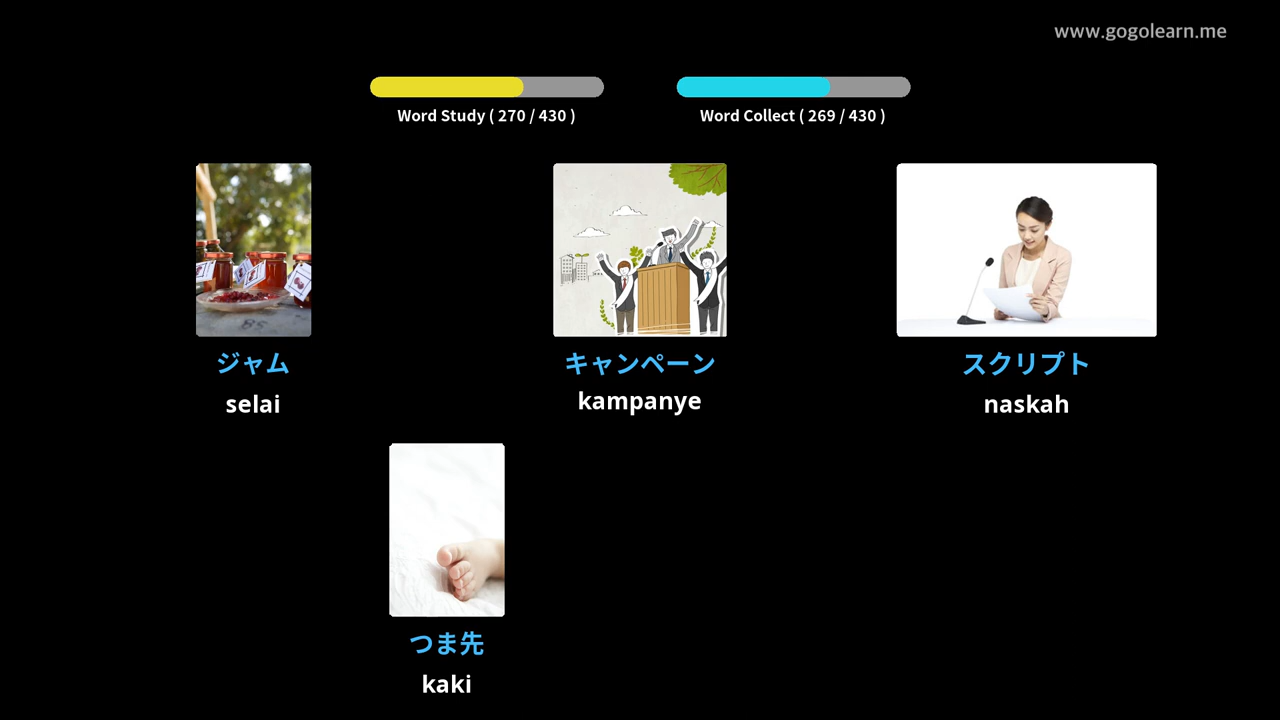 www.gogolearn.me
Word Study ( 270 / 430 )
Word Collect ( 269 / 430 )
ジャム
selai
キャンペーン
kampanye
スクリプト
naskah
つま先
kaki